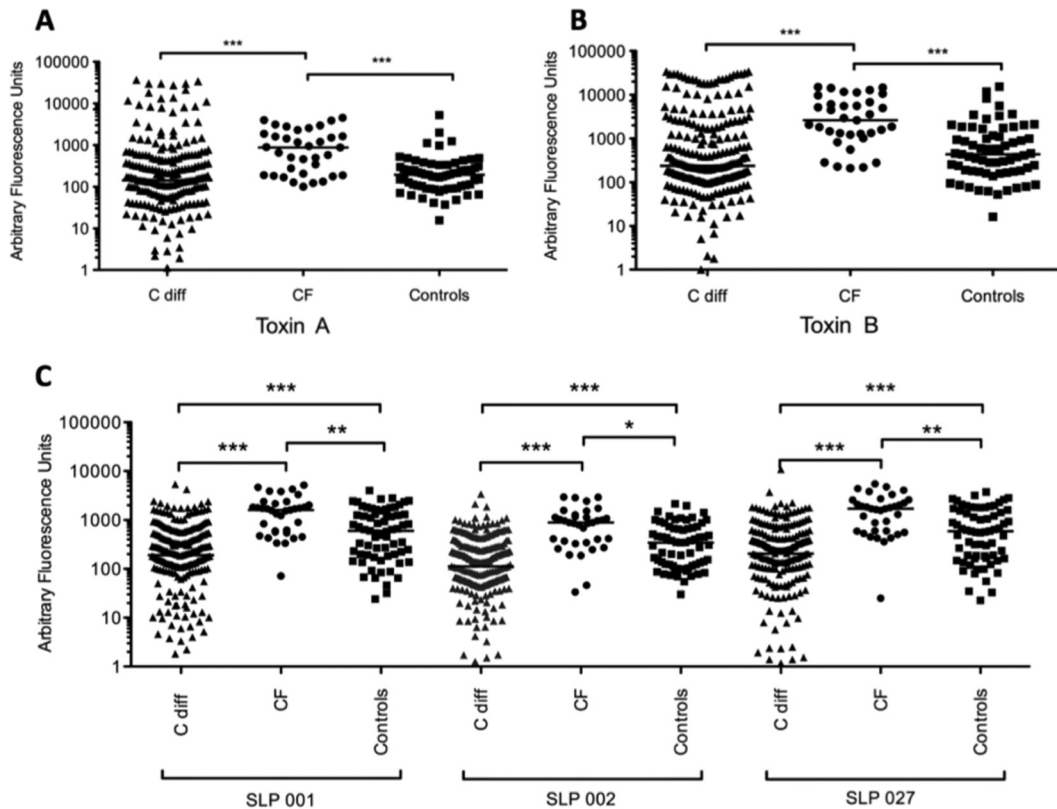 A
***
***
100000
10000
1000
100
10
1
Arbitrary Fluorescence Units
C diff CF Controls
Toxin A
B
***
***
100000
10000
1000
100
10
1
Arbitrary Fluorescence Units
C diff CF Controls
Toxin B
C
*** *** ***
*** ** *** * *** **
100000
10000
1000
100
10
1
Arbitrary Fluorescence Units
C diff CF Controls C diff CF Controls C diff CF Controls
SLP 001 SLP 002 SLP 027